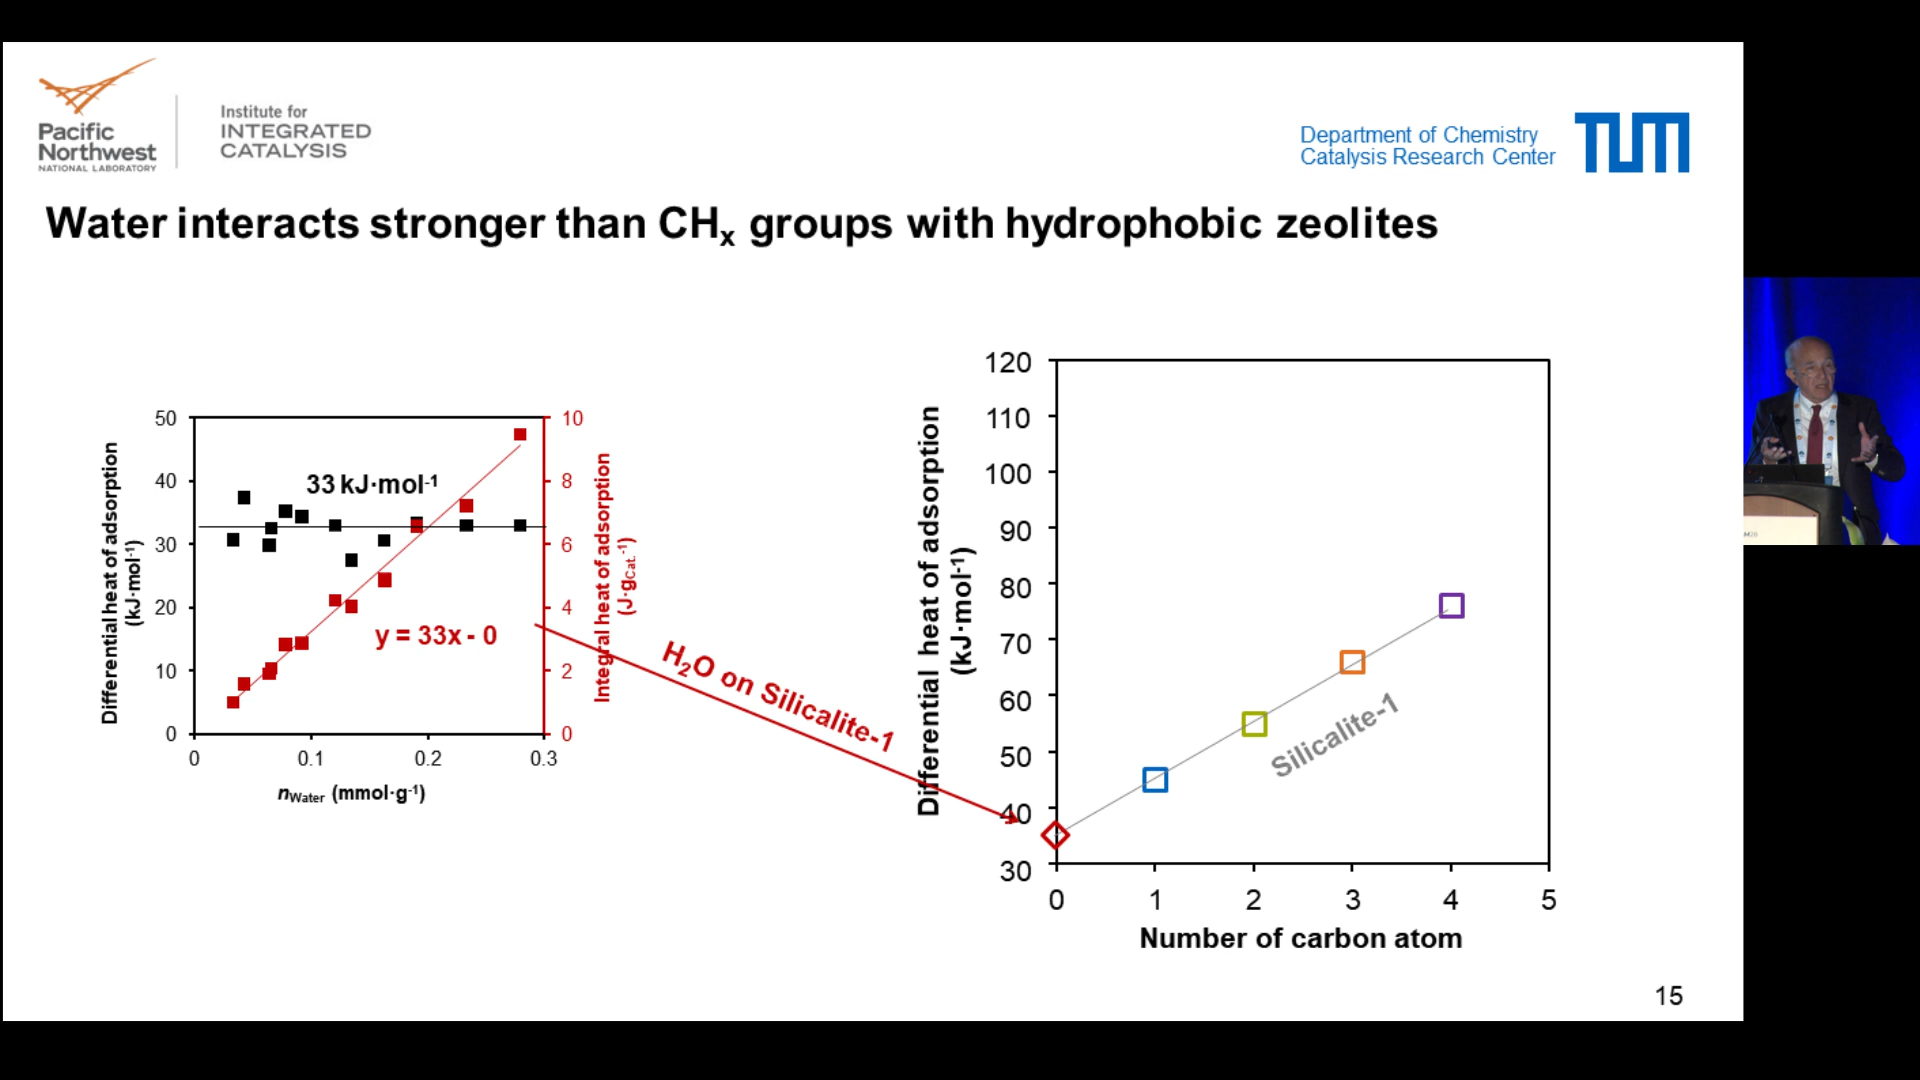 Pacific
Northwest
NATIONAL LABORATORY
Institute for
INTEGRATED
CATALYSIS
Department of Chemistry
Catalysis Research Center
TUM
Water interacts stronger than CHₓ groups with hydrophobic zeolites
Differential heat of adsorption
(kJ·mol⁻¹)
50
40
30
20
10
0
33 kJ·mol⁻¹
y = 33x - 0
10
8
6
4
2
0
Integral heat of adsorption
(J·gCat.⁻¹)
0
0.1
0.2
0.3
nWater (mmol·g⁻¹)
H₂O on Silicalite-1
Differential heat of adsorption
(kJ·mol⁻¹)
120
110
100
90
80
70
60
50
40
30
Silicalite-1
0
1
2
3
4
5
Number of carbon atom
15